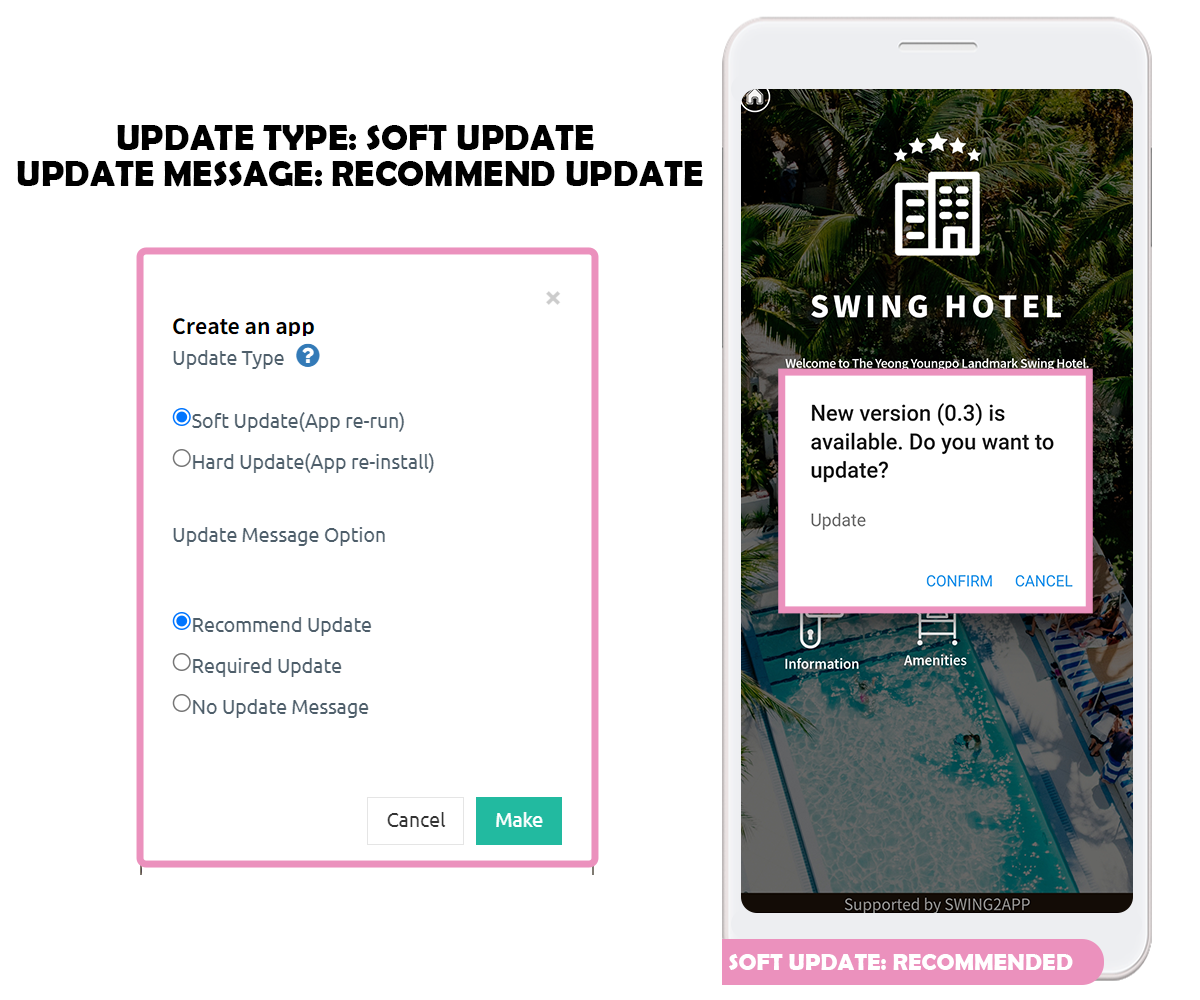 UPDATE TYPE: SOFT UPDATE
UPDATE MESSAGE: RECOMMEND UPDATE
×
Create an app
Update Type ?
Soft Update(App re-run)
Hard Update(App re-install)
Update Message Option
Recommend Update
Required Update
No Update Message
Cancel Make
SWING HOTEL
Welcome to The Yeong Youngpo Landmark Swing Hotel.
New version (0.3) is
available. Do you want to
update?
Update
CONFIRM CANCEL
Information Amenities
Supported by SWING2APP
SOFT UPDATE: RECOMMENDED